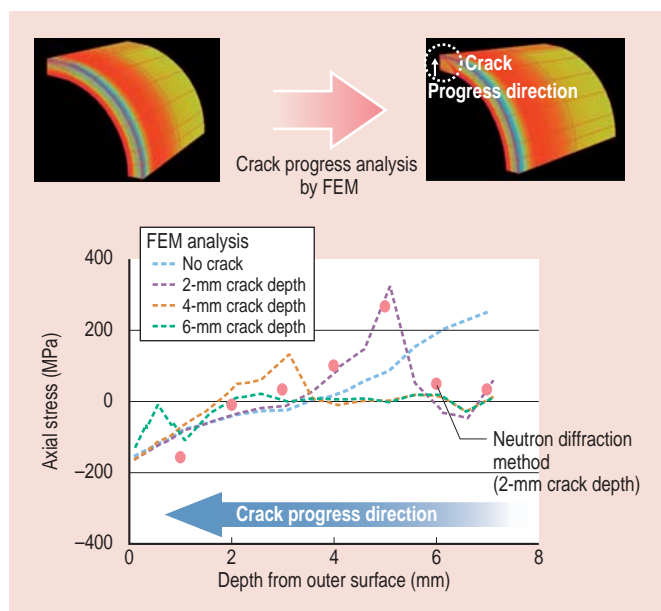 Crack
Progress direction
Crack progress analysis
by FEM
FEM analysis
No crack
2-mm crack depth
4-mm crack depth
6-mm crack depth
400
200
0
–200
–400
Axial stress (MPa)
Neutron diffraction
method
(2-mm crack depth)
Crack progress direction
0
2
4
6
8
Depth from outer surface (mm)